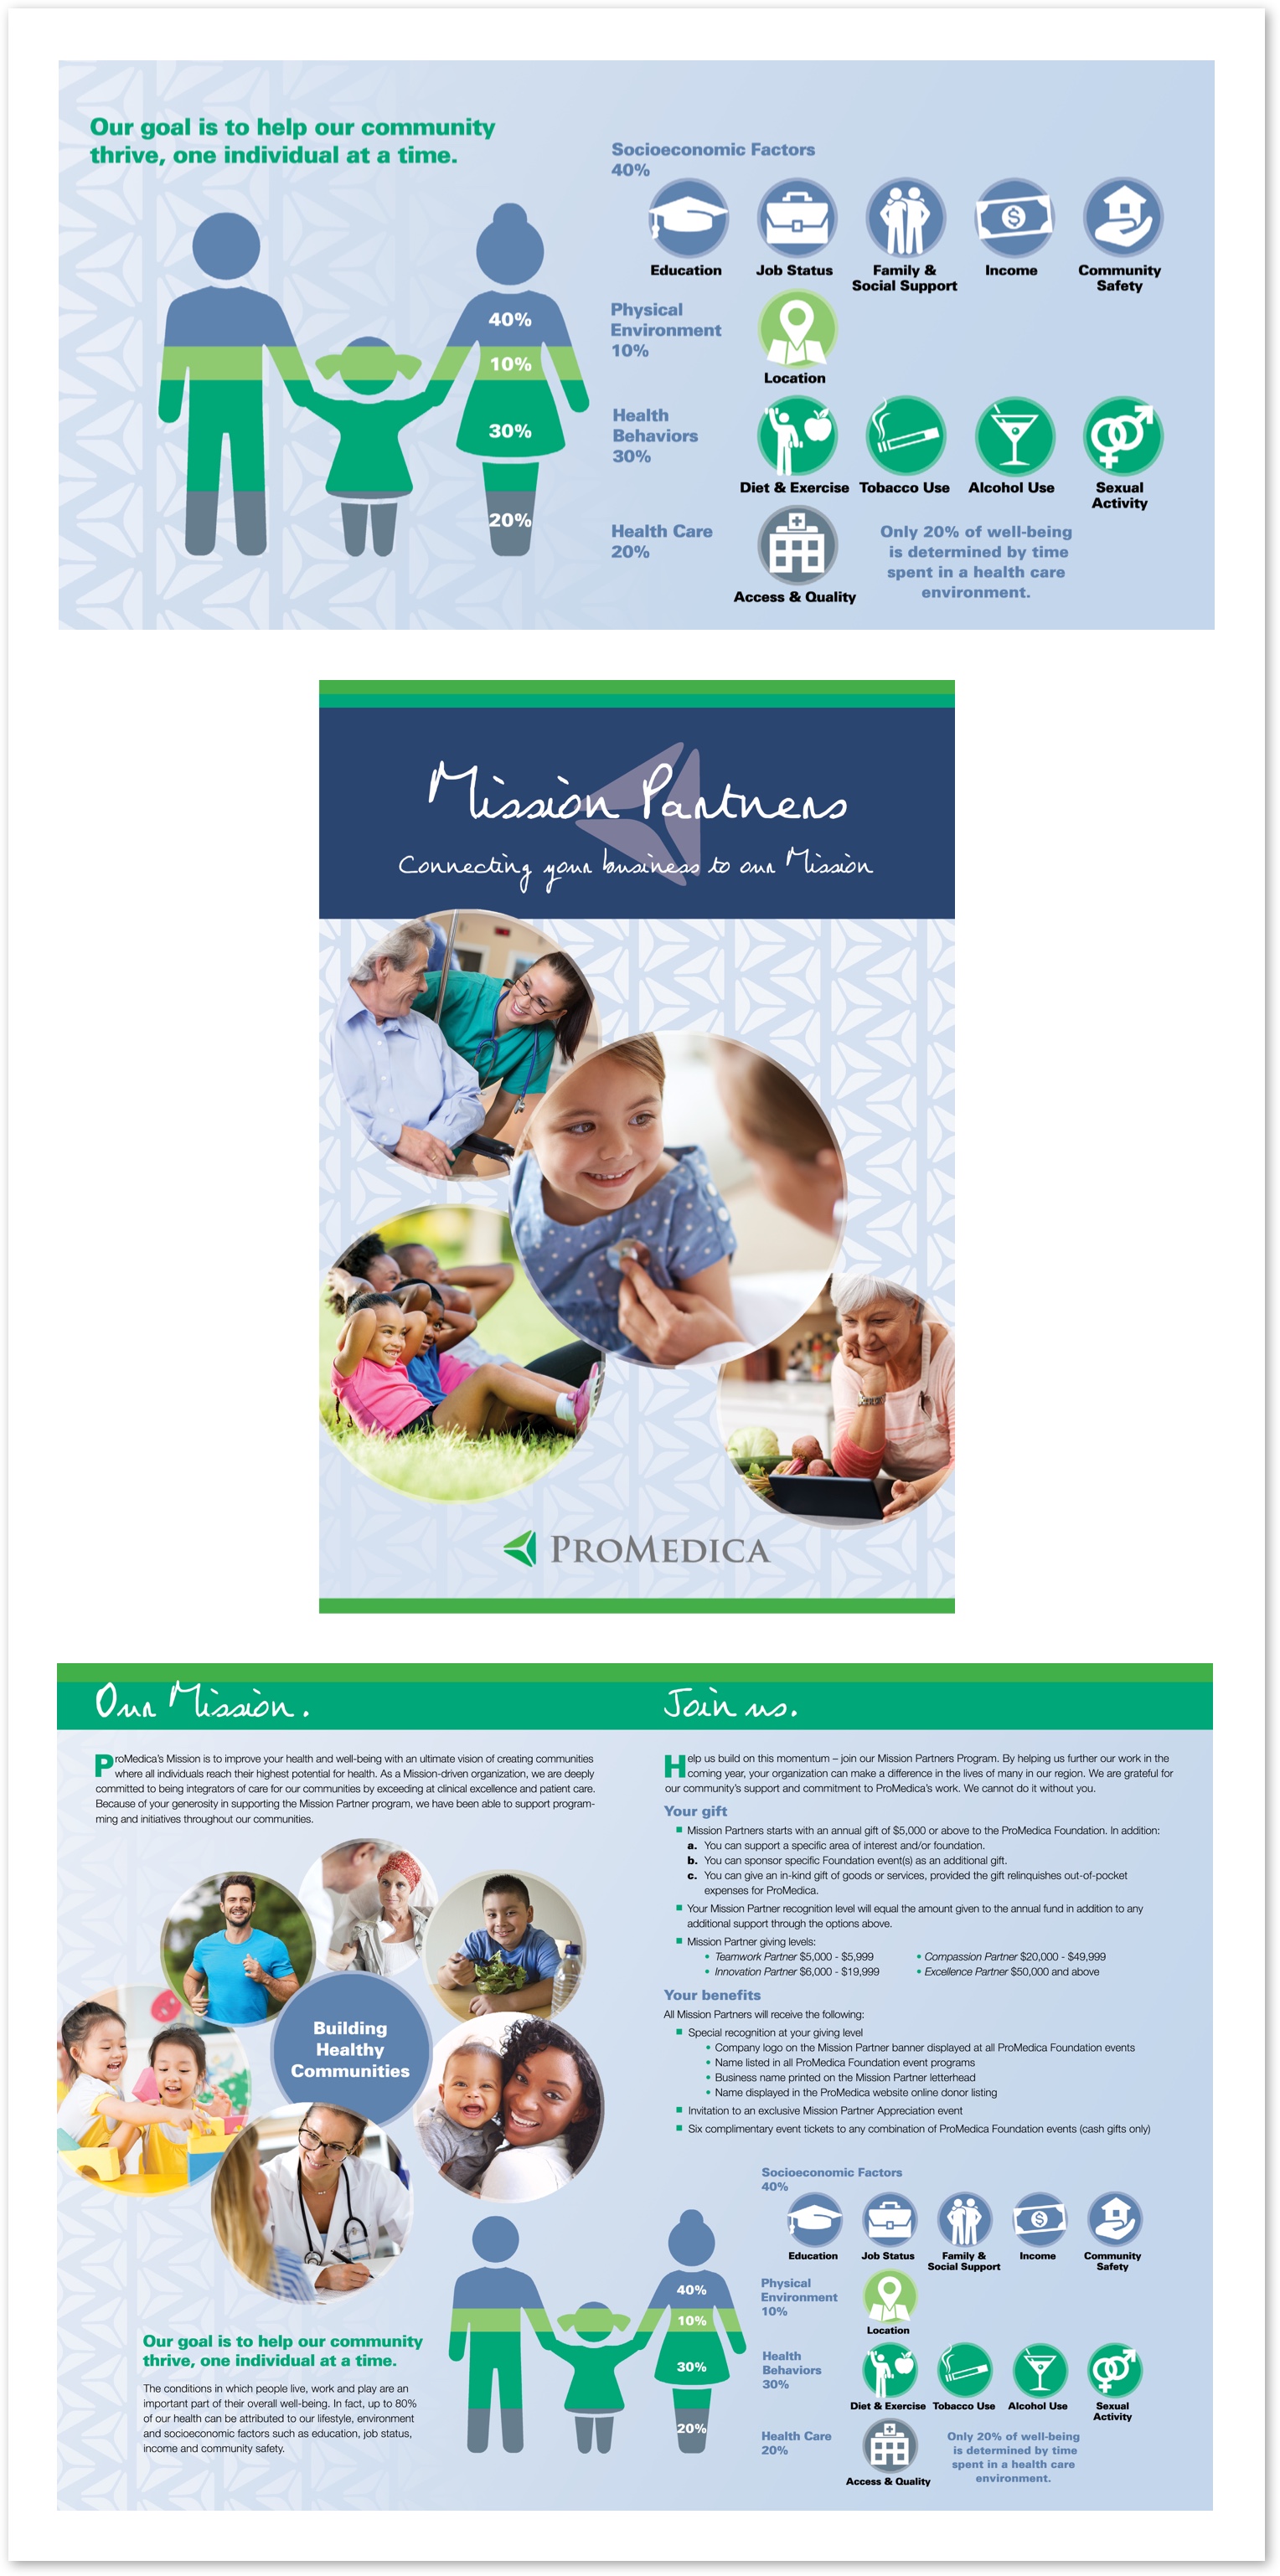 Our goal is to help our community
thrive, one individual at a time.
40%
10%
30%
20%
Socioeconomic Factors
40%
Education
Job Status
Family &
Social Support
Income
Community
Safety
Physical
Environment
10%
Location
Health
Behaviors
30%
Diet & Exercise
Tobacco Use
Alcohol Use
Sexual
Activity
Health Care
20%
Access & Quality
Only 20% of well-being
is determined by time
spent in a health care
environment.
Mission Partners
Connecting your business to our Mission
PROMEDICA
Our Mission.
ProMedica's Mission is to improve your health and well-being with an ultimate vision of creating communities
where all individuals reach their highest potential for health. As a Mission-driven organization, we are deeply
committed to being integrators of care for our communities by exceeding at clinical excellence and patient care.
Because of your generosity in supporting the Mission Partner program, we have been able to support program-
ming and initiatives throughout our communities.
Building
Healthy
Communities
Our goal is to help our community
thrive, one individual at a time.
The conditions in which people live, work and play are an
important part of their overall well-being. In fact, up to 80%
of our health can be attributed to our lifestyle, environment
and socioeconomic factors such as education, job status,
income and community safety.
Join us.
Help us build on this momentum – join our Mission Partners Program. By helping us further our work in the
coming year, your organization can make a difference in the lives of many in our region. We are grateful for
our community's support and commitment to ProMedica's work. We cannot do it without you.
Your gift
Mission Partners starts with an annual gift of $5,000 or above to the ProMedica Foundation. In addition:
a. You can support a specific area of interest and/or foundation.
b. You can sponsor specific Foundation event(s) as an additional gift.
c. You can give an in-kind gift of goods or services, provided the gift relinquishes out-of-pocket
expenses for ProMedica.
Your Mission Partner recognition level will equal the amount given to the annual fund in addition to any
additional support through the options above.
Mission Partner giving levels:
• Teamwork Partner $5,000 - $5,999
• Compassion Partner $20,000 - $49,999
• Innovation Partner $6,000 - $19,999
• Excellence Partner $50,000 and above
Your benefits
All Mission Partners will receive the following:
Special recognition at your giving level
• Company logo on the Mission Partner banner displayed at all ProMedica Foundation events
• Name listed in all ProMedica Foundation event programs
• Business name printed on the Mission Partner letterhead
• Name displayed in the ProMedica website online donor listing
Invitation to an exclusive Mission Partner Appreciation event
Six complimentary event tickets to any combination of ProMedica Foundation events (cash gifts only)
40%
10%
30%
20%
Socioeconomic Factors
40%
Education
Job Status
Family &
Social Support
Income
Community
Safety
Physical
Environment
10%
Location
Health
Behaviors
30%
Diet & Exercise
Tobacco Use
Alcohol Use
Sexual
Activity
Health Care
20%
Access & Quality
Only 20% of well-being
is determined by time
spent in a health care
environment.